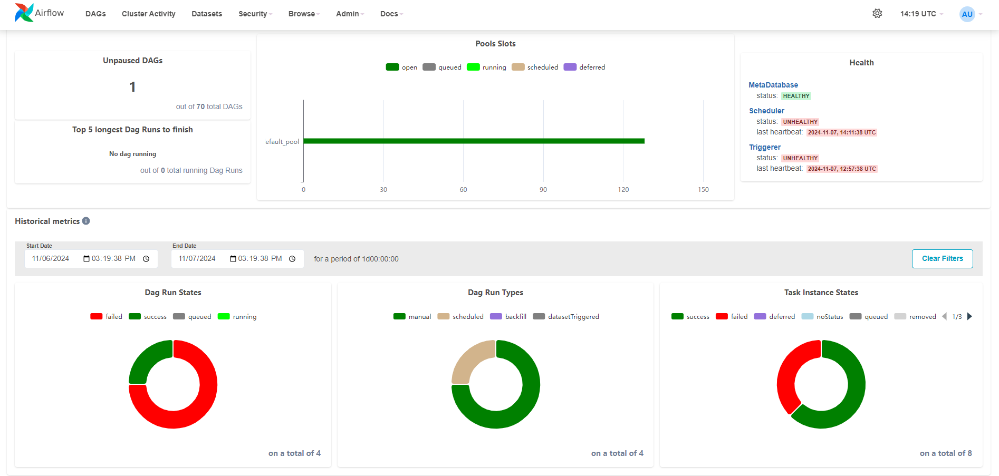 Airflow DAGs Cluster Activity Datasets Security Browse Admin Docs 14:19 UTC AU
Unpaused DAGs
1
out of 70 total DAGs
Top 5 longest Dag Runs to finish
No dag running
out of 0 total running Dag Runs
Pools Slots
open queued running scheduled deferred
efault_pool
0 30 60 90 120 150
Health
MetaDatabase
status: HEALTHY
Scheduler
status: UNHEALTHY
last heartbeat: 2024-11-07, 14:11:38 UTC
Triggerer
status: UNHEALTHY
last heartbeat: 2024-11-07, 12:57:38 UTC
Historical metrics
Start Date End Date
11/06/2024 03:19:38 PM 11/07/2024 03:19:38 PM for a period of 1d00:00:00 Clear Filters
Dag Run States
failed success queued running
on a total of 4
Dag Run Types
manual scheduled backfill datasetTriggered
on a total of 4
Task Instance States
success failed deferred noStatus queued removed 1/3
on a total of 8